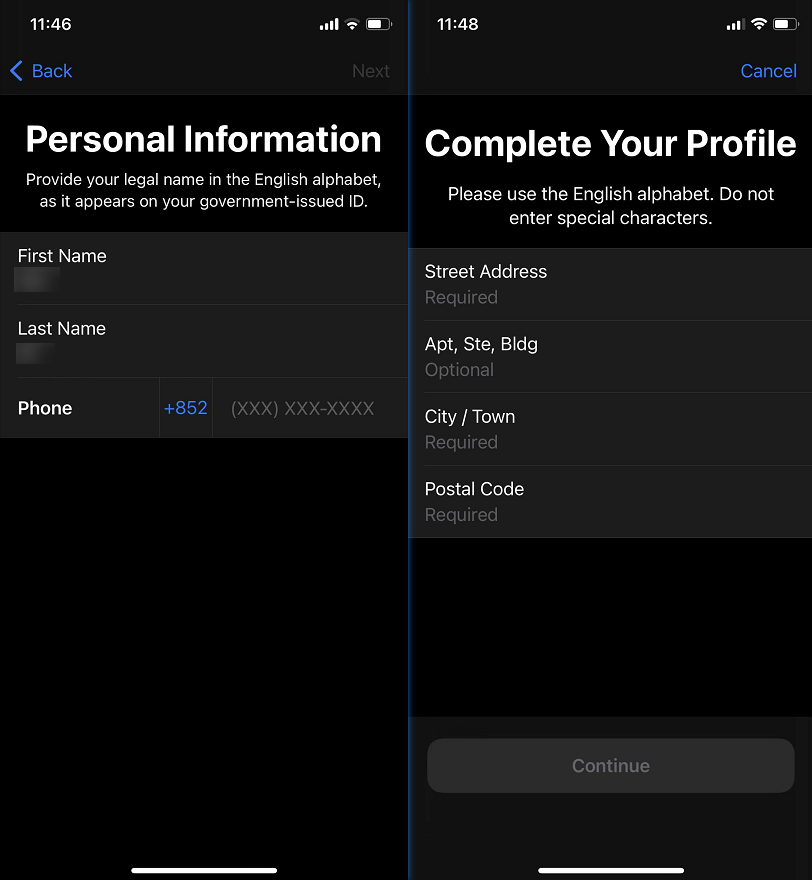 11:46
Back
Next
Personal Information
Provide your legal name in the English alphabet,
as it appears on your government-issued ID.
First Name
Last Name
Phone +852 (XXX) XXX-XXXX
11:48
Cancel
Complete Your Profile
Please use the English alphabet. Do not
enter special characters.
Street Address
Required
Apt, Ste, Bldg
Optional
City / Town
Required
Postal Code
Required
Continue